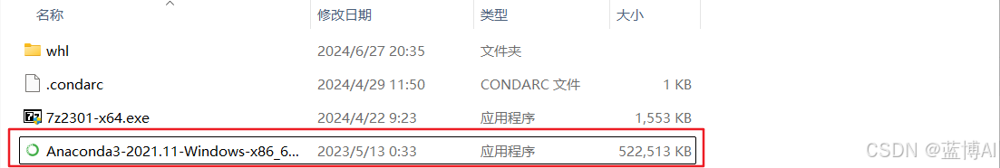 名称 修改日期 类型 大小
whl 2024/6/27 20:35 文件夹
.condarc 2024/4/29 11:50 CONDARC 文件 1 KB
7z2301-x64.exe 2024/4/22 9:23 应用程序 1,553 KB
Anaconda3-2021.11-Windows-x86_6... 2023/5/13 0:33 应用程序 522,513 KB
CSDN @蓝博AI